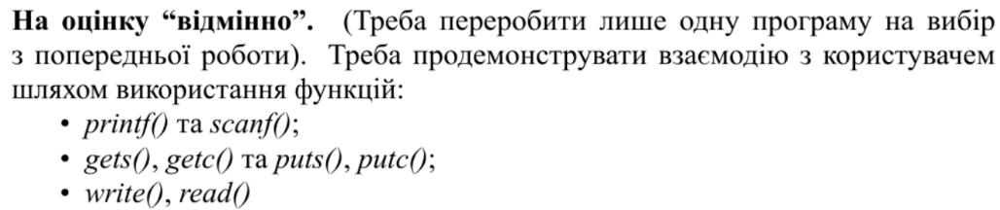 На оцінку “відмінно”. (Треба переробити лише одну програму на вибір
з попередньої роботи). Треба продемонструвати взаємодію з користувачем
шляхом використання функцій:
• printf() та scanf();
• gets(), getc() та puts(), putc();
• write(), read()